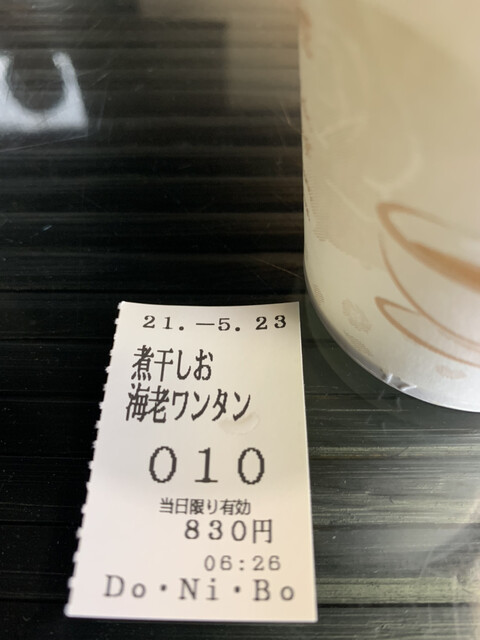 21.－5.23
煮干しお
海老ワンタン
010
当日限り有効
830円
06:26
Do・Ni・Bo